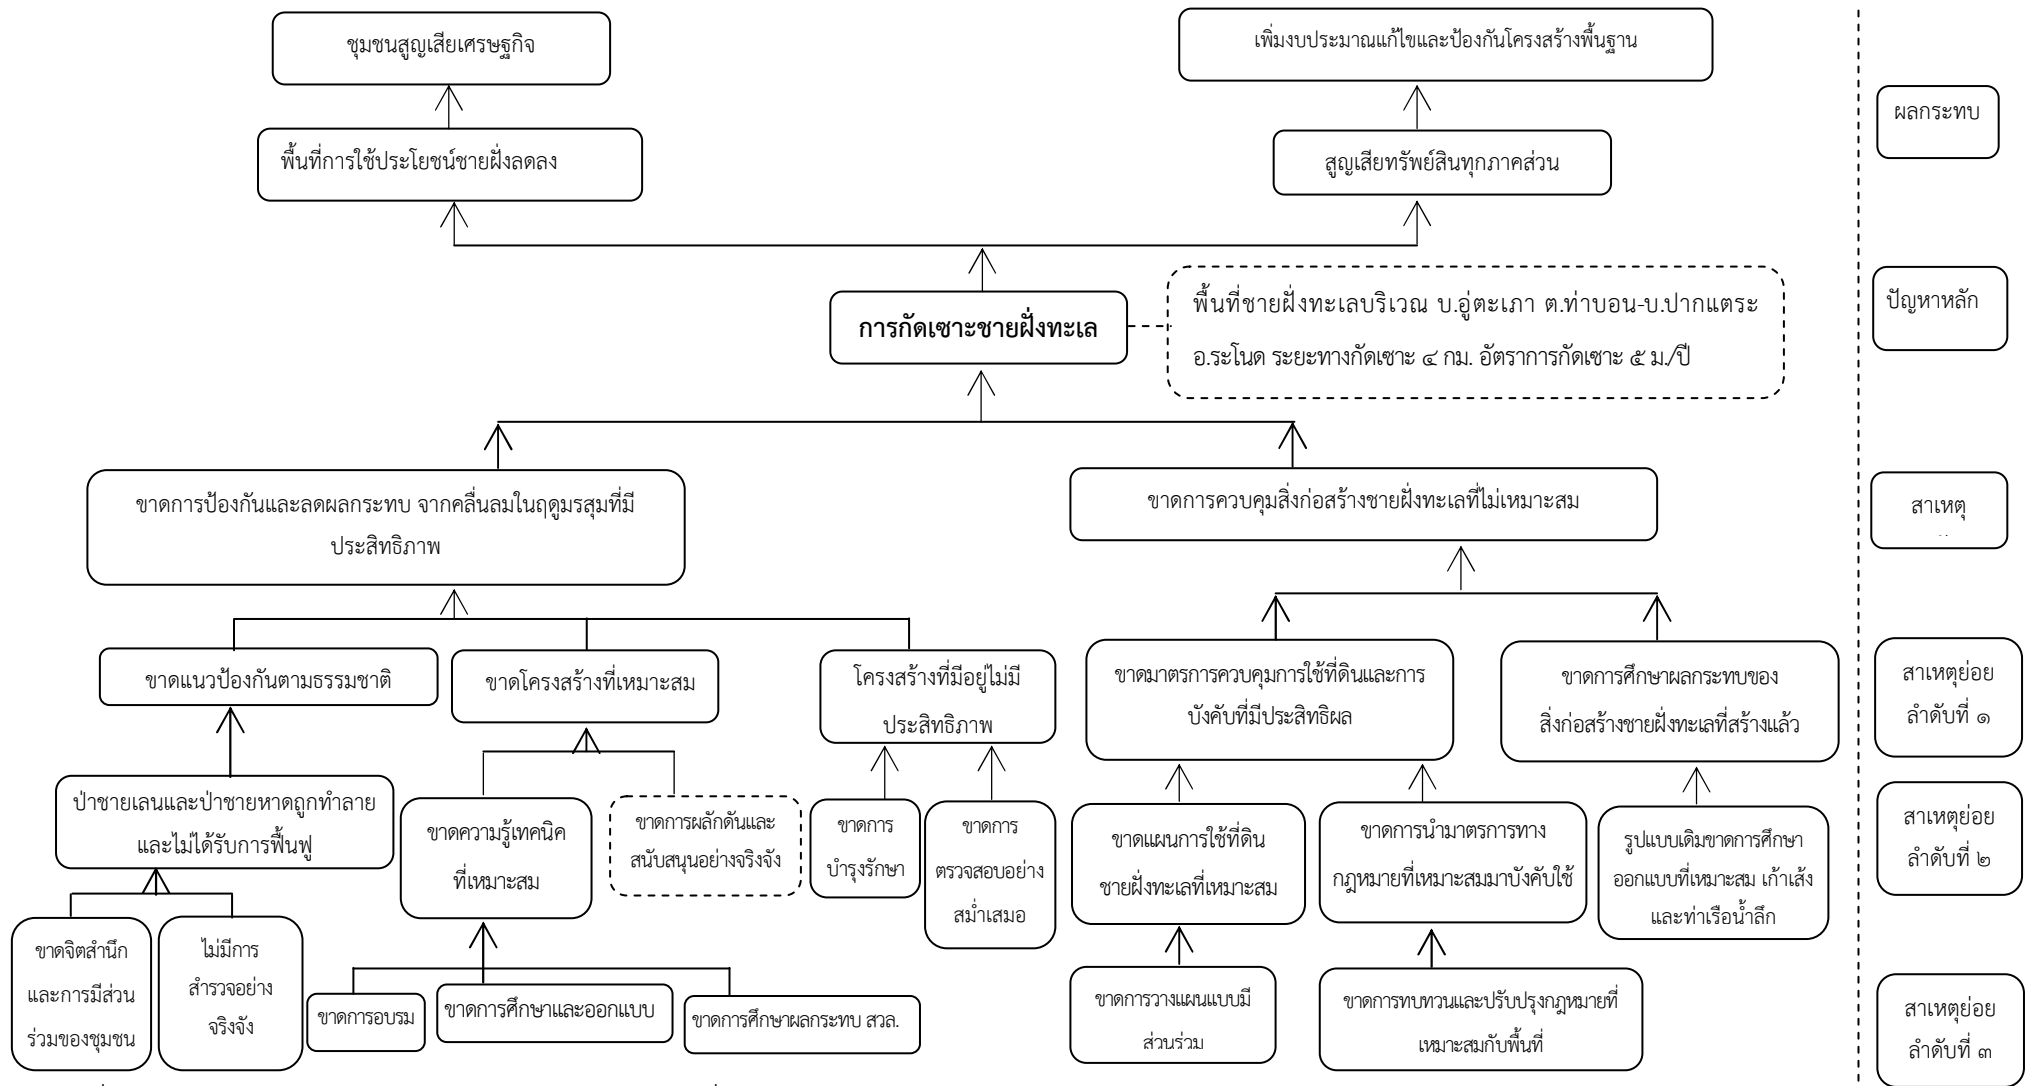 ชุมชนสูญเสียเศรษฐกิจ
เพิ่มงบประมาณแก้ไขและป้องกันโครงสร้างพื้นฐาน
ผลกระทบ
พื้นที่การใช้ประโยชน์ชายฝั่งลดลง
สูญเสียทรัพย์สินทุกภาคส่วน
การกัดเซาะชายฝั่งทะเล
พื้นที่ชายฝั่งทะเลบริเวณ บ.อู่ตะเภา ต.ท่าบอน-บ.ปากแตระ
อ.ระโนด ระยะทางกัดเซาะ ๔ กม. อัตราการกัดเซาะ ๕ ม./ปี
ปัญหาหลัก
ขาดการป้องกันและลดผลกระทบ จากคลื่นลมในฤดูมรสุมที่มี
ประสิทธิภาพ
ขาดการควบคุมสิ่งก่อสร้างชายฝั่งทะเลที่ไม่เหมาะสม
สาเหตุ
ขาดแนวป้องกันตามธรรมชาติ
ขาดโครงสร้างที่เหมาะสม
โครงสร้างที่มีอยู่ไม่มี
ประสิทธิภาพ
ขาดมาตรการควบคุมการใช้ที่ดินและการ
บังคับที่มีประสิทธิผล
ขาดการศึกษาผลกระทบของ
สิ่งก่อสร้างชายฝั่งทะเลที่สร้างแล้ว
สาเหตุย่อย
ลำดับที่ ๑
ป่าชายเลนและป่าชายหาดถูกทำลาย
และไม่ได้รับการฟื้นฟู
ขาดความรู้เทคนิค
ที่เหมาะสม
ขาดการผลักดันและ
สนับสนุนอย่างจริงจัง
ขาดการ
บำรุงรักษา
ขาดการ
ตรวจสอบอย่าง
สม่ำเสมอ
ขาดแผนการใช้ที่ดิน
ชายฝั่งทะเลที่เหมาะสม
ขาดการนำมาตรการทาง
กฎหมายที่เหมาะสมมาบังคับใช้
รูปแบบเดิมขาดการศึกษา
ออกแบบที่เหมาะสม เก้าเส้ง
และท่าเรือน้ำลึก
สาเหตุย่อย
ลำดับที่ ๒
ขาดจิตสำนึก
และการมีส่วน
ร่วมของชุมชน
ไม่มีการ
สำรวจอย่าง
จริงจัง
ขาดการอบรม
ขาดการศึกษาและออกแบบ
ขาดการศึกษาผลกระทบ สวล.
ขาดการวางแผนแบบมี
ส่วนร่วม
ขาดการทบทวนและปรับปรุงกฎหมายที่
เหมาะสมกับพื้นที่
สาเหตุย่อย
ลำดับที่ ๓